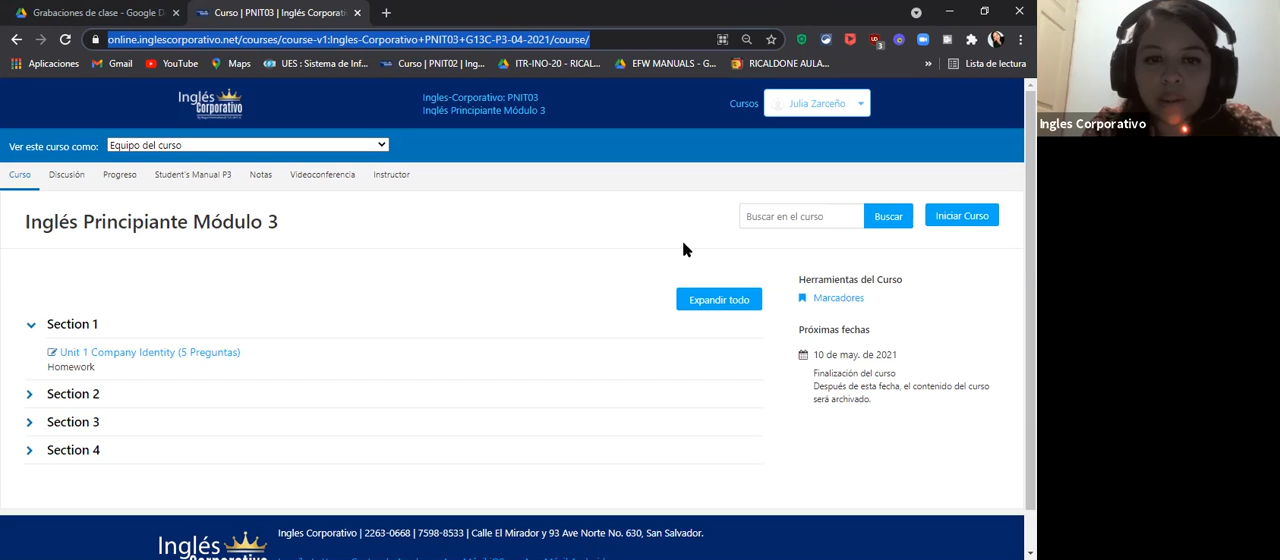 Grabaciones de clase - Google D
Curso | PNIT03 | Inglés Corporati
online.inglescorporativo.net/courses/course-v1:Ingles-Corporativo+PNIT03+G13C-P3-04-2021/course/
Aplicaciones
Gmail
YouTube
Maps
UES : Sistema de Inf...
Curso | PNIT02 | Ing...
ITR-INO-20 - RICAL...
EFW MANUALS - G...
RICALDONE AULA...
»
Lista de lectura
Inglés
Corporativo
Ingles-Corporativo: PNIT03
Inglés Principiante Módulo 3
Cursos
Julia Zarceño
Ingles Corporativo
Ver este curso como:
Equipo del curso
Curso
Discusión
Progreso
Student's Manual P3
Notas
Videoconferencia
Instructor
Inglés Principiante Módulo 3
Buscar en el curso
Buscar
Iniciar Curso
Expandir todo
Herramientas del Curso
Marcadores
Section 1
Unit 1 Company Identity (5 Preguntas)
Homework
Section 2
Section 3
Section 4
Próximas fechas
10 de may. de 2021
Finalización del curso
Después de esta fecha, el contenido del curso
será archivado.
Inglés
Ingles Corporativo | 2263-0668 | 7598-8533 | Calle El Mirador y 93 Ave Norte No. 630, San Salvador.